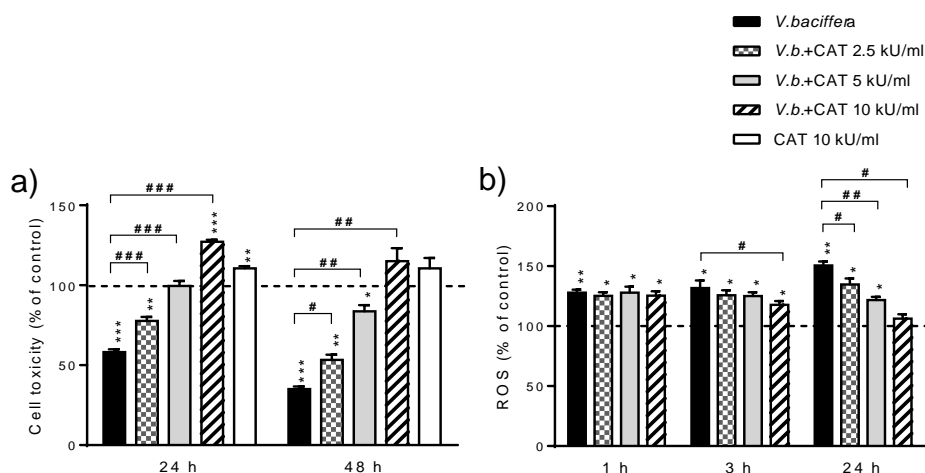 V.baciffera
V.b.+CAT 2.5 kU/ml
V.b.+CAT 5 kU/ml
V.b.+CAT 10 kU/ml
CAT 10 kU/ml
a)
Cell toxicity (% of control)
150
100
50
0
###
###
###
***
**
***
**
##
##
#
***
**
*
24 h
48 h
b)
ROS (% of control)
200
150
100
50
0
**
*
*
*
#
*
*
*
*
#
##
#
**
*
*
1 h
3 h
24 h